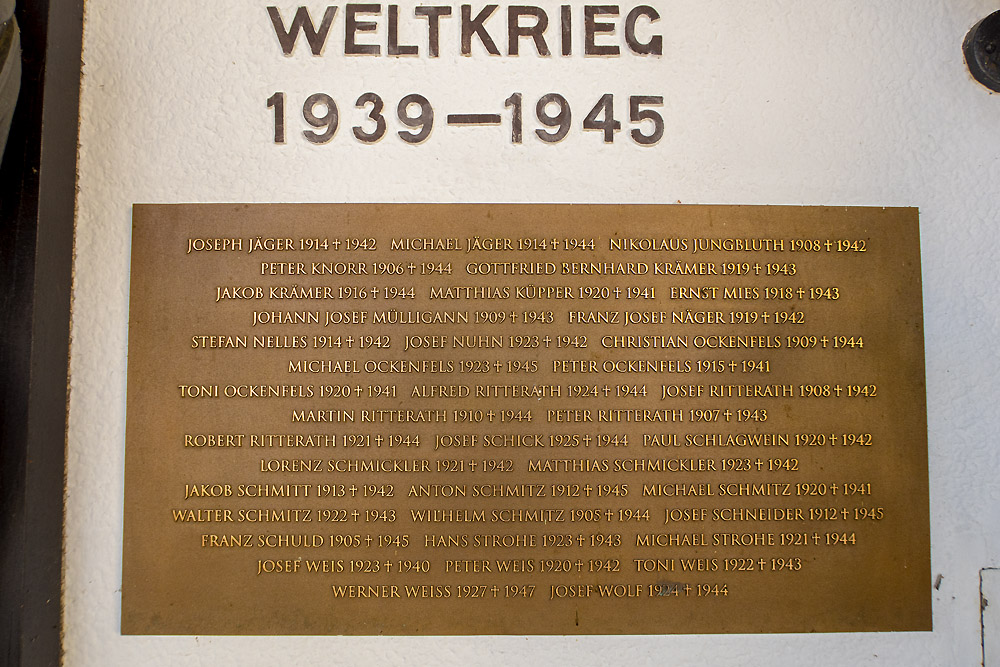 WELTKRIEG
1939–1945
JOSEPH JÄGER 1914 † 1942 MICHAEL JÄGER 1914 † 1944 NIKOLAUS JUNGBLUTH 1908 † 1942
PETER KNORR 1906 † 1944 GOTTFRIED BERNHARD KRÄMER 1919 † 1943
JAKOB KRÄMER 1916 † 1944 MATTHIAS KÜPPER 1920 † 1941 ERNST MIES 1918 † 1943
JOHANN JOSEF MÜLLIGANN 1909 † 1943 FRANZ JOSEF NÄGER 1919 † 1942
STEFAN NELLES 1914 † 1942 JOSEF NUHN 1923 † 1942 CHRISTIAN OCKENFELS 1909 † 1944
MICHAEL OCKENFELS 1923 † 1945 PETER OCKENFELS 1915 † 1941
TONI OCKENFELS 1920 † 1941 ALFRED RITTERATH 1924 † 1944 JOSEF RITTERATH 1908 † 1942
MARTIN RITTERATH 1910 † 1944 PETER RITTERATH 1907 † 1943
ROBERT RITTERATH 1921 † 1944 JOSEF SCHICK 1925 † 1944 PAUL SCHLAGWEIN 1920 † 1942
LORENZ SCHMICKLER 1921 † 1942 MATTHIAS SCHMICKLER 1923 † 1942
JAKOB SCHMITT 1913 † 1942 ANTON SCHMITZ 1912 † 1945 MICHAEL SCHMITZ 1920 † 1941
WALTER SCHMITZ 1922 † 1943 WILHELM SCHMITZ 1905 † 1944 JOSEF SCHNEIDER 1912 † 1945
FRANZ SCHULD 1905 † 1945 HANS STROHE 1923 † 1943 MICHAEL STROHE 1921 † 1944
JOSEF WEIS 1923 † 1940 PETER WEIS 1920 † 1942 TONI WEIS 1922 † 1943
WERNER WEISS 1927 † 1947 JOSEF WOLF 1924 † 1944